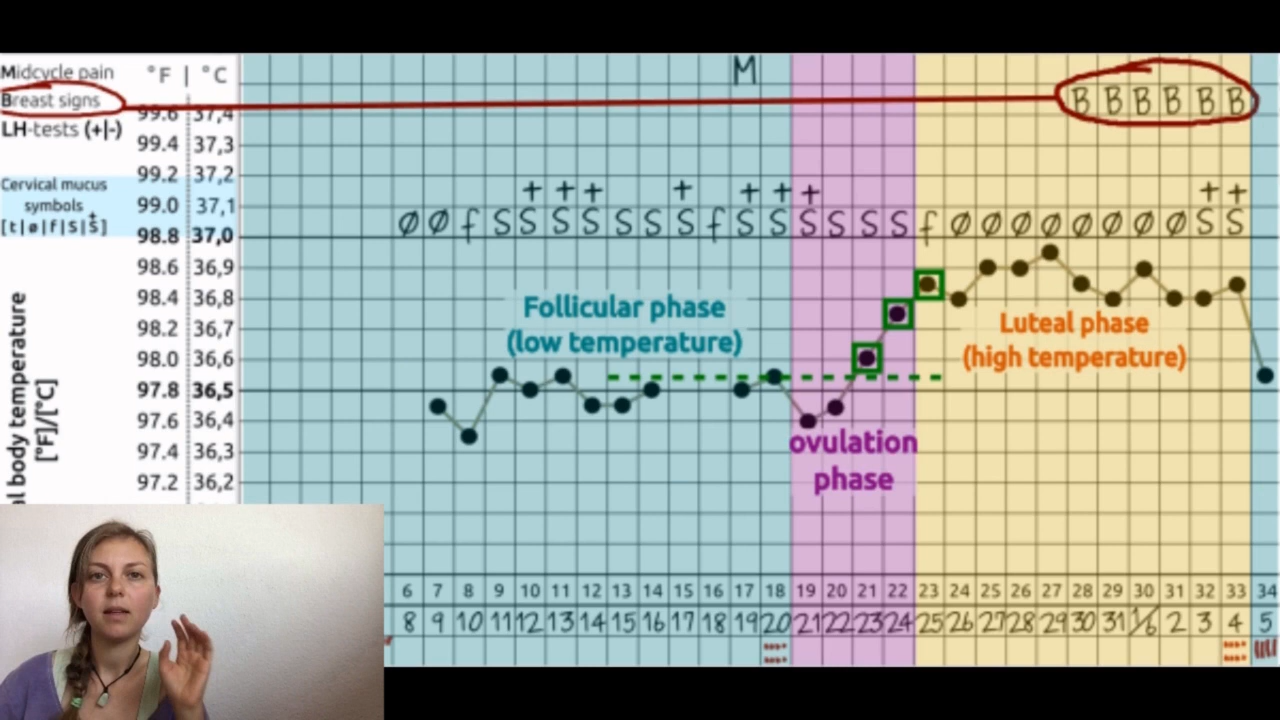 Midcycle pain °F | °C M
Breast signs B B B B B B
99.6 37,4
LH-tests (+|-)
99.4 37,3
99.2 37,2
Cervical mucus + + + + + + + + +
symbols 99.0 37,1
[t|ø|f|S|S̟] Ø Ø f S S S S S S S f S S S S S S f Ø Ø Ø Ø Ø Ø Ø Ø S S
98.8 37,0
98.6 36,9
98.4 36,8
Follicular phase
(low temperature)
Luteal phase
(high temperature)
98.2 36,7
98.0 36,6
97.8 36,5
97.6 36,4
36,3
97.2 36,2
ovulation
phase
l body temperature
[°F]/[°C]
6 7 8 9 10 11 12 13 14 15 16 17 18 19 20 21 22 23 24 25 26 27 28 29 30 31 32 33 34
8 9 10 11 12 13 14 15 16 17 18 19 20 21 22 23 24 25 26 27 28 29 30 31 1/6 2 3 4 5